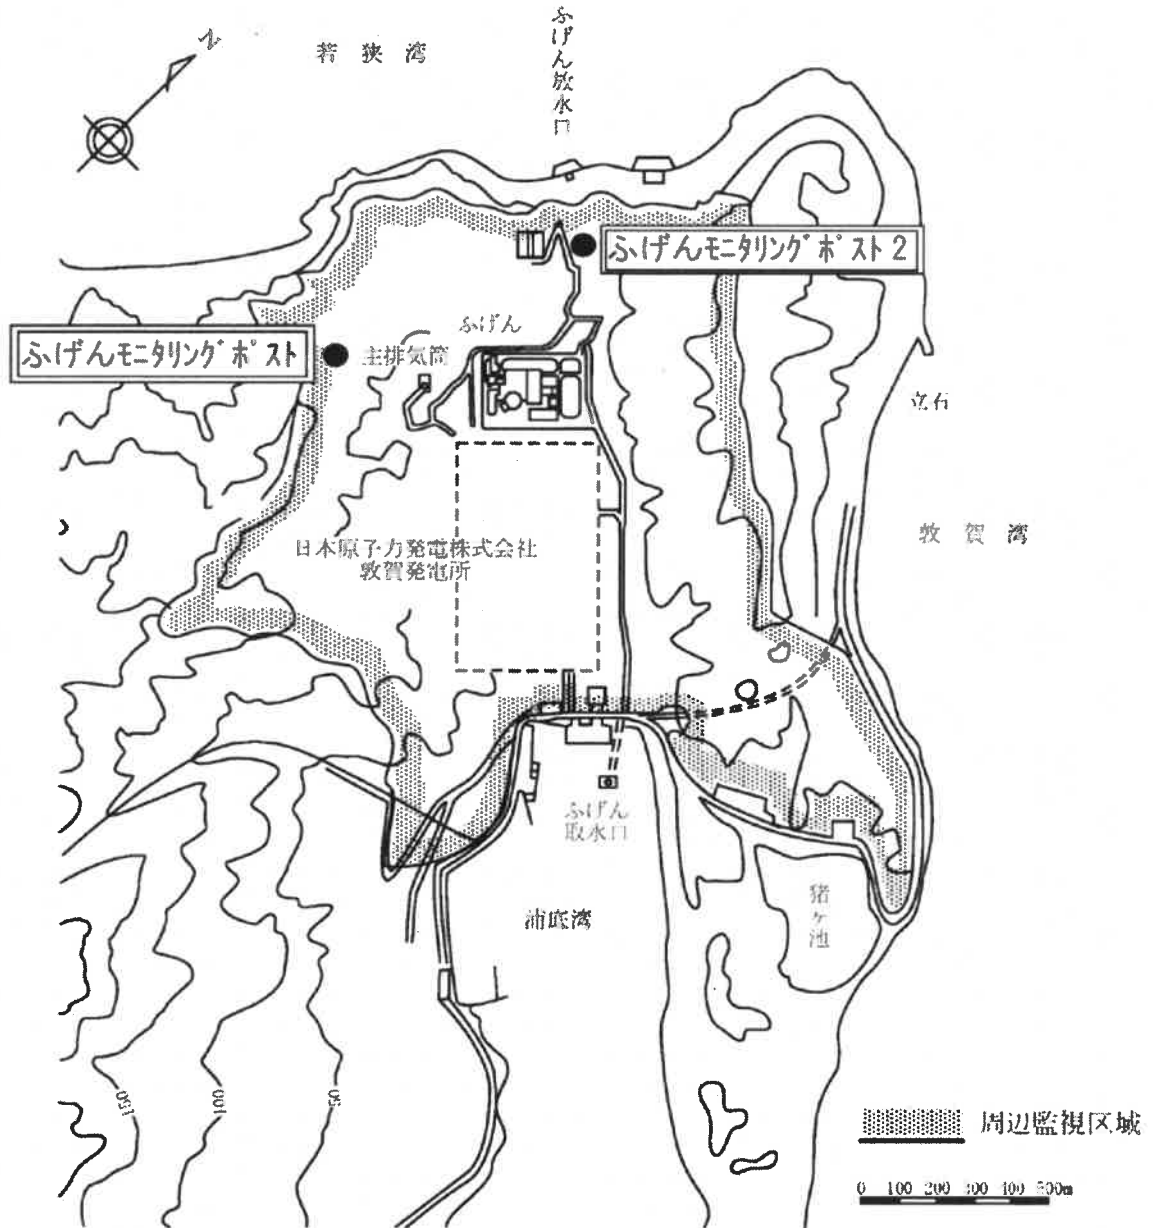 N
若狭湾
ふげん放水口
ふげんモニタリングポスト2
ふげん
ふげんモニタリングポスト
主排気筒
立石
敦賀湾
日本原子力発電株式会社
敦賀発電所
ふげん
取水口
猪ヶ池
浦底湾
150
100
50
周辺監視区域
0 100 200 300 400 500m